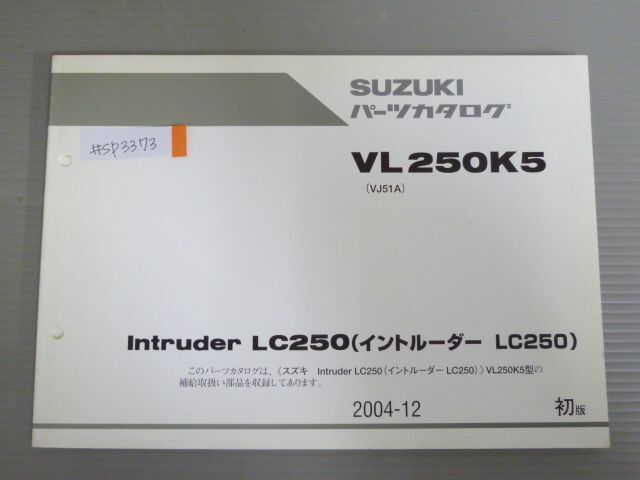 SUZUKI
パーツカタログ
#SP3373
VL250K5
(VJ51A)
Intruder LC250(イントルーダー LC250)
このパーツカタログは、《スズキ Intruder LC250(イントルーダー LC250)》VL250K5型の
補給取扱い部品を収録してあります。
2004-12
初版